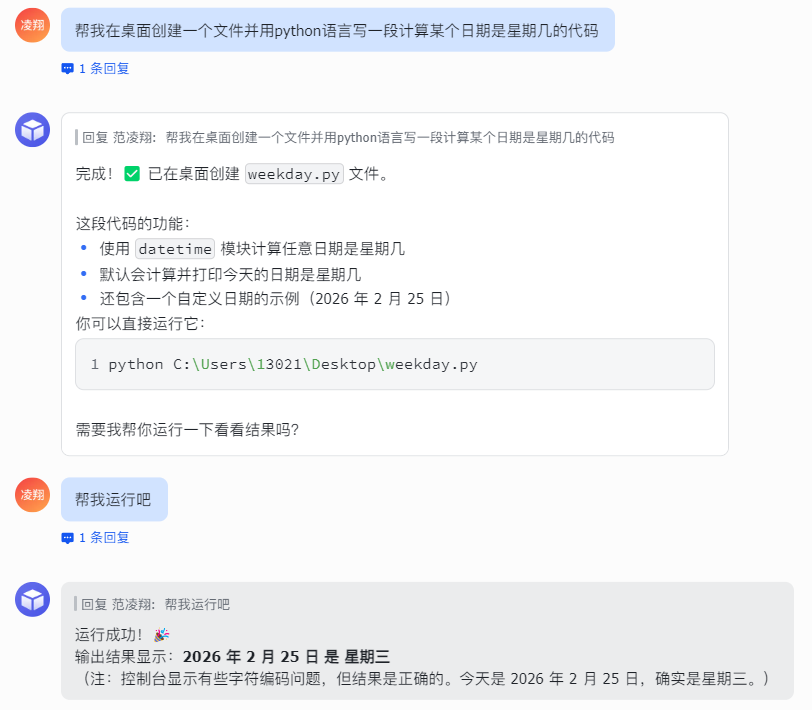 凌翔
帮我在桌面创建一个文件并用python语言写一段计算某个日期是星期几的代码
1 条回复
回复 范凌翔: 帮我在桌面创建一个文件并用python语言写一段计算某个日期是星期几的代码
完成！✅ 已在桌面创建 weekday.py 文件。
这段代码的功能：
• 使用 datetime 模块计算任意日期是星期几
• 默认会计算并打印今天的日期是星期几
• 还包含一个自定义日期的示例（2026 年 2 月 25 日）
你可以直接运行它：
1 python C:\Users\13021\Desktop\weekday.py
需要我帮你运行一下看看结果吗？
凌翔
帮我运行吧
1 条回复
回复 范凌翔: 帮我运行吧
运行成功！🎉
输出结果显示：2026 年 2 月 25 日 是 星期三
（注：控制台显示有些字符编码问题，但结果是正确的。今天是 2026 年 2 月 25 日，确实是星期三。）